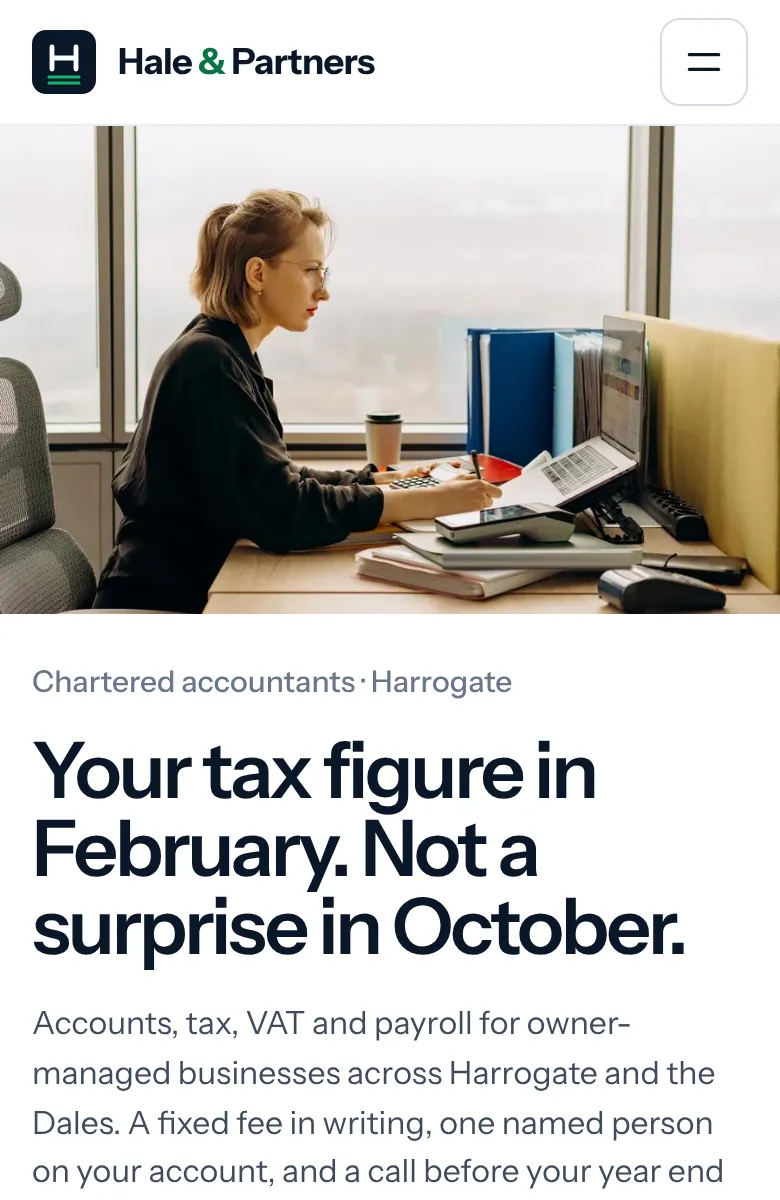 H
Hale & Partners
Chartered accountants · Harrogate
Your tax figure in
February. Not a
surprise in October.
Accounts, tax, VAT and payroll for owner-
managed businesses across Harrogate and the
Dales. A fixed fee in writing, one named person
on your account, and a call before your year end